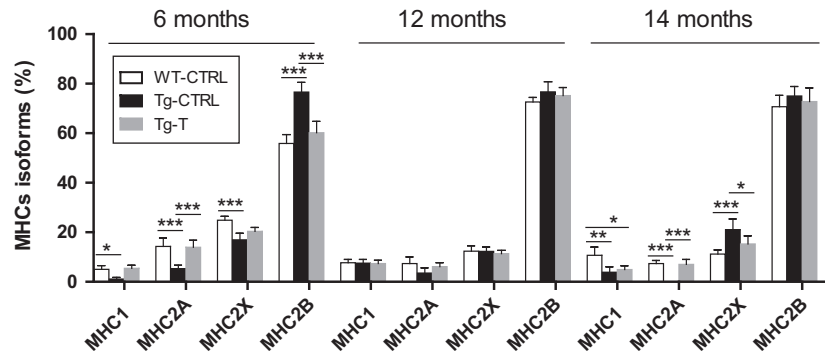 6 months 12 months 14 months
MHCs isoforms (%)
100
80
60
40
20
0
WT-CTRL
Tg-CTRL
Tg-T
* *** *** *** *** ***
** * *** *** *** *
MHC1 MHC2A MHC2X MHC2B MHC1 MHC2A MHC2X MHC2B MHC1 MHC2A MHC2X MHC2B